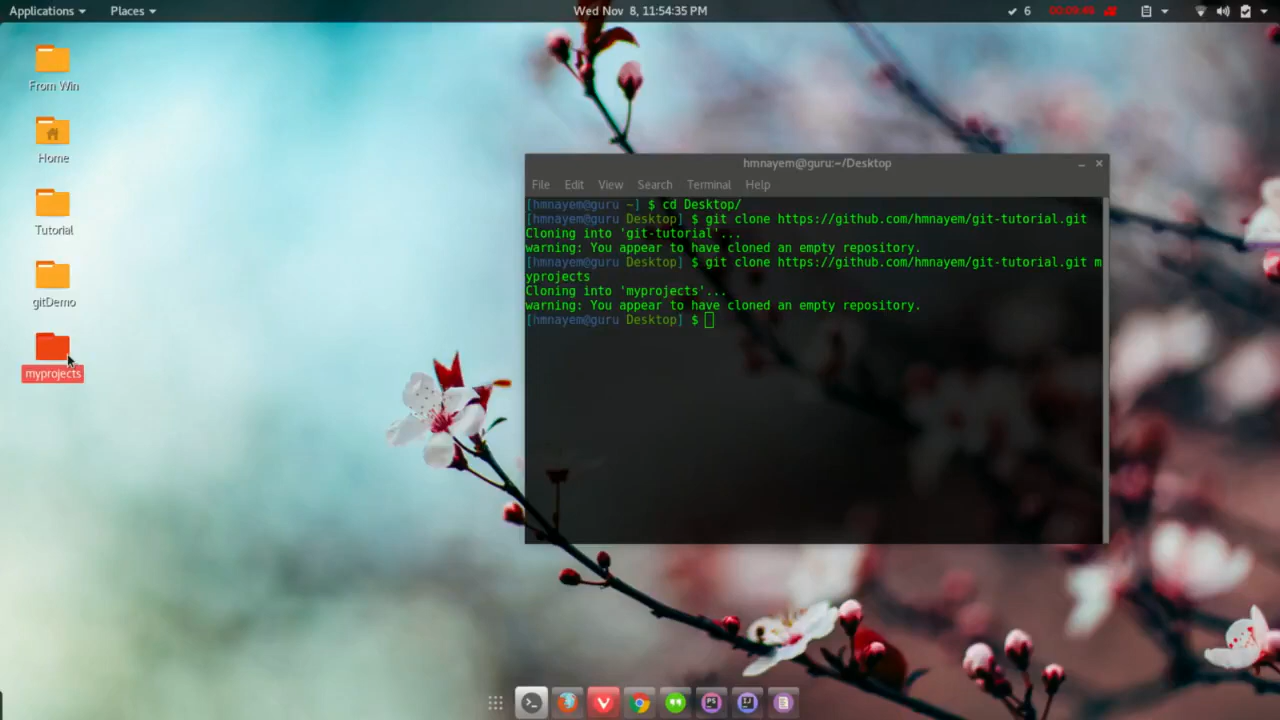 Applications Places Wed Nov 8, 11:54:35 PM 6
From Win
Home
Tutorial
gitDemo
myprojects
hmnayem@guru:~/Desktop
File Edit View Search Terminal Help
[hmnayem@guru ~] $ cd Desktop/
[hmnayem@guru Desktop] $ git clone https://github.com/hmnayem/git-tutorial.git
Cloning into 'git-tutorial'...
warning: You appear to have cloned an empty repository.
[hmnayem@guru Desktop] $ git clone https://github.com/hmnayem/git-tutorial.git m
yprojects
Cloning into 'myprojects'...
warning: You appear to have cloned an empty repository.
[hmnayem@guru Desktop] $
PS
IJ